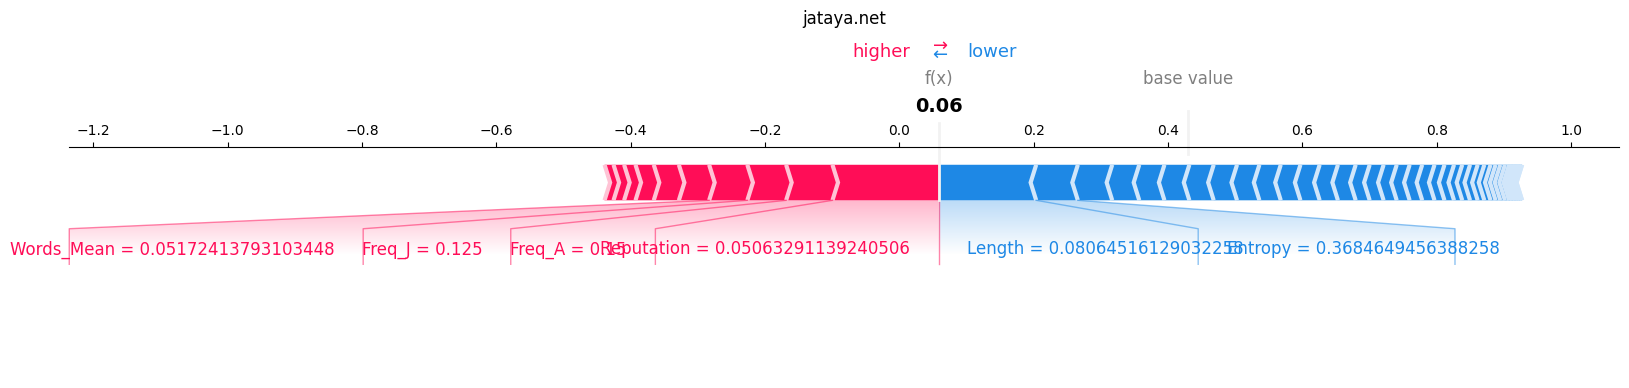 jataya.net
higher ⇄ lower
f(x) base value
0.06
−1.2 −1.0 −0.8 −0.6 −0.4 −0.2 0.0 0.2 0.4 0.6 0.8 1.0
Words_Mean = 0.05172413793103448 Freq_J = 0.125 Freq_A = 0.15 Reputation = 0.05063291139240506 Length = 0.08064516129032258 Entropy = 0.3684649456388258